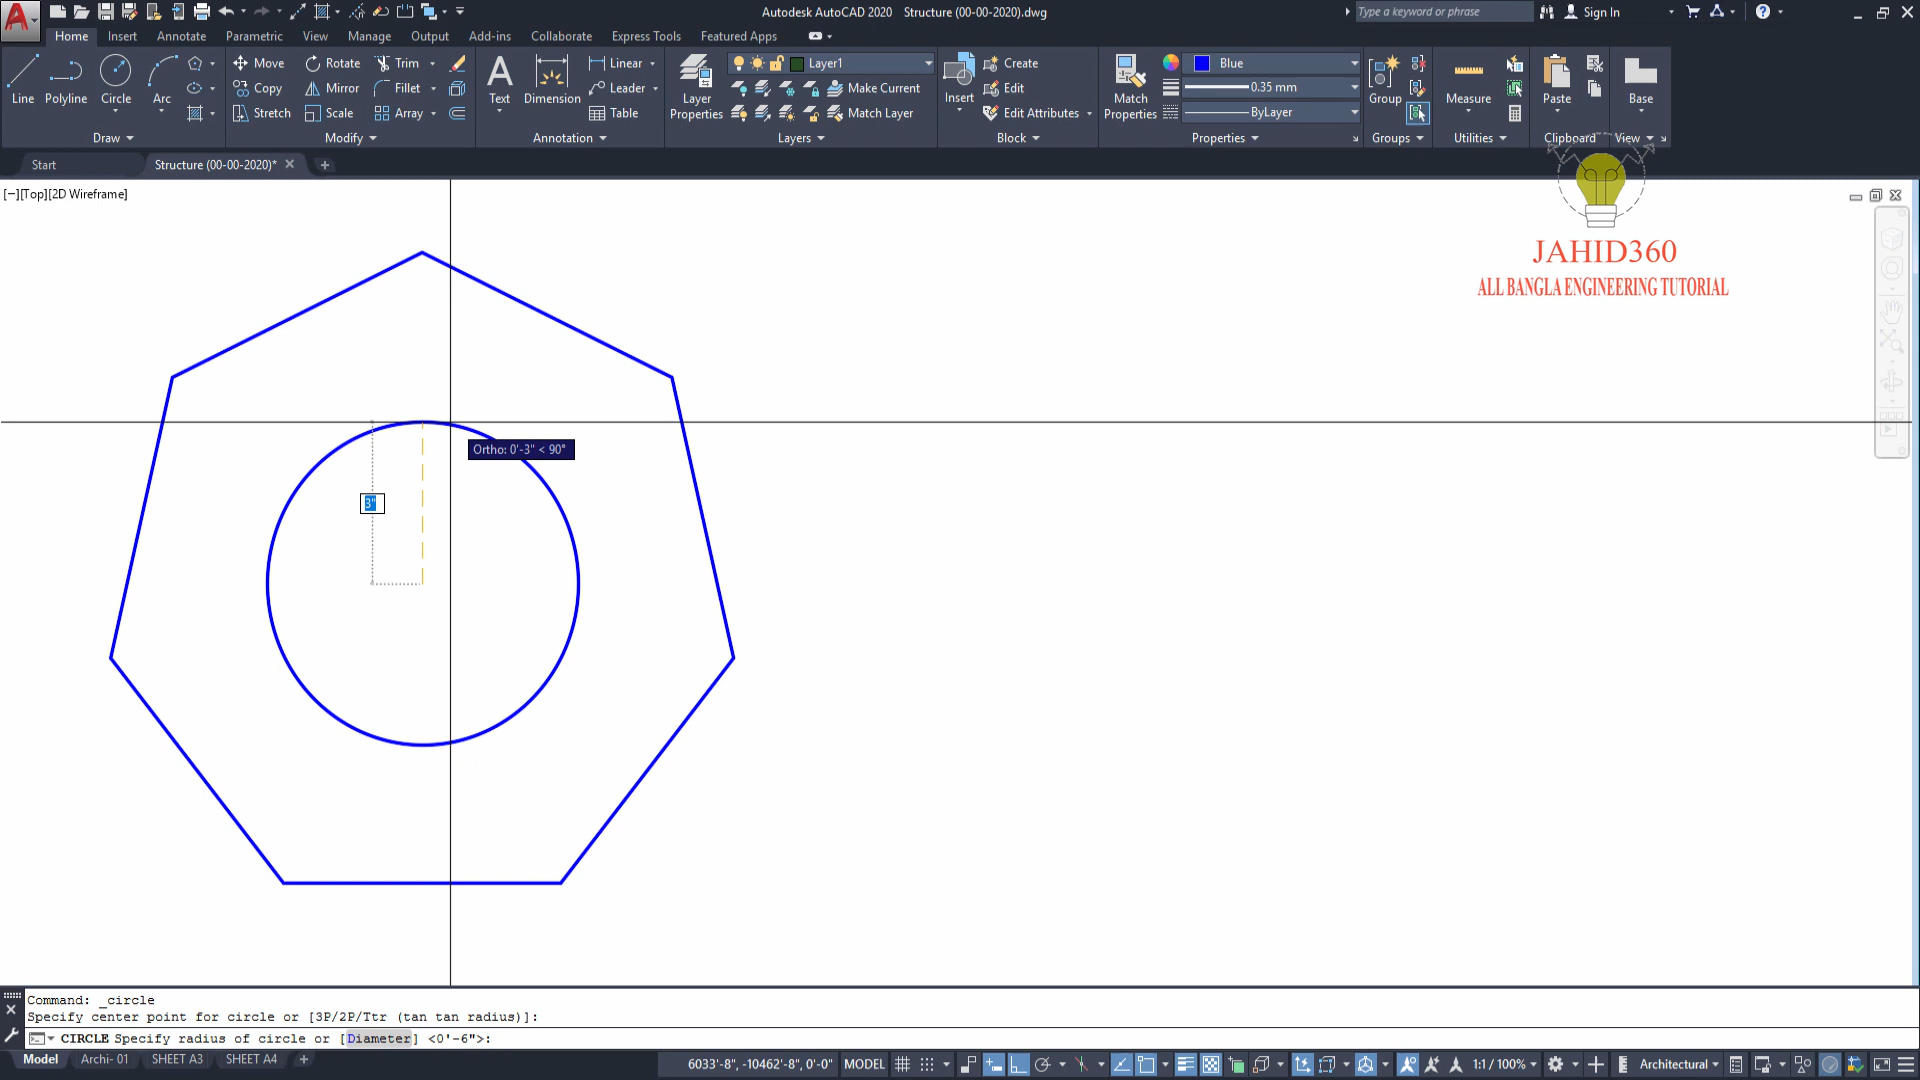 Autodesk AutoCAD 2020 Structure (00-00-2020).dwg
Type a keyword or phrase
Sign In
Home Insert Annotate Parametric View Manage Output Add-ins Collaborate Express Tools Featured Apps
Line
Polyline
Circle
Arc
Draw
Move
Rotate
Trim
Copy
Mirror
Fillet
Stretch
Scale
Array
Modify
Text
Dimension
Linear
Leader
Table
Annotation
Layer
Properties
Layer1
Make Current
Match Layer
Layers
Insert
Create
Edit
Edit Attributes
Block
Match
Properties
Blue
0.35 mm
ByLayer
Properties
Group
Groups
Measure
Utilities
Paste
Clipboard
Base
View
Start
Structure (00-00-2020)*
[−][Top][2D Wireframe]
JAHID360
ALL BANGLA ENGINEERING TUTORIAL
Ortho: 0'-3" < 90°
3"
Command: _circle
Specify center point for circle or [3P/2P/Ttr (tan tan radius)]:
CIRCLE Specify radius of circle or [Diameter] <0'-6">:
Model Archi- 01 SHEET A3 SHEET A4
6033'-8", -10462'-8", 0'-0" MODEL
1:1 / 100%
Architectural